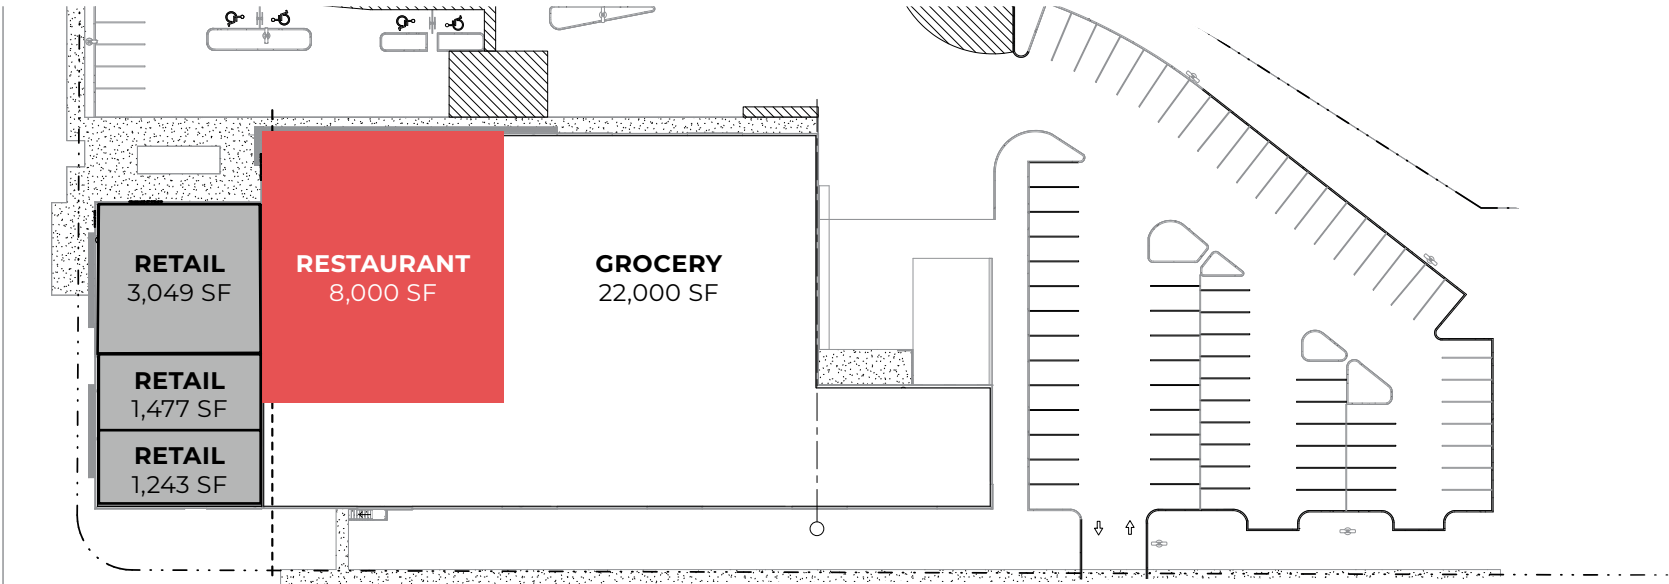 RETAIL
3,049 SF
RESTAURANT
8,000 SF
GROCERY
22,000 SF
RETAIL
1,477 SF
RETAIL
1,243 SF